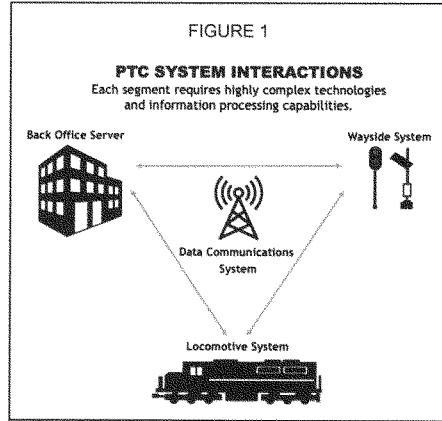 FIGURE 1
PTC SYSTEM INTERACTIONS
Each segment requires highly complex technologies
and information processing capabilities.
Back Office Server
Wayside System
Data Communications
System
Locomotive System